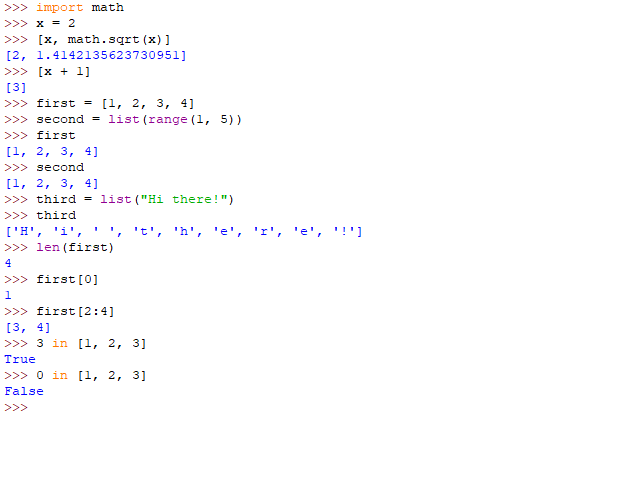 >>> import math
>>> x = 2
>>> [x, math.sqrt(x)]
[2, 1.4142135623730951]
>>> [x + 1]
[3]
>>> first = [1, 2, 3, 4]
>>> second = list(range(1, 5))
>>> first
[1, 2, 3, 4]
>>> second
[1, 2, 3, 4]
>>> third = list("Hi there!")
>>> third
['H', 'i', ' ', 't', 'h', 'e', 'r', 'e', '!']
>>> len(first)
4
>>> first[0]
1
>>> first[2:4]
[3, 4]
>>> 3 in [1, 2, 3]
True
>>> 0 in [1, 2, 3]
False
>>>